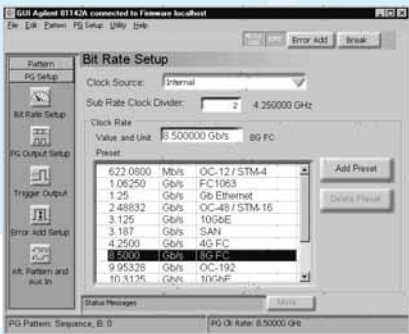 GUI Agilent 81142A connected to Firmware localhost
File Edit Pattern PG Setup Utility Help
Error Add Break
Pattern
PG Setup
Bit Rate Setup
PG Output Setup
Trigger Output
Error Add Setup
Alt. Pattern and Aux In
Bit Rate Setup
Clock Source: Internal
Sub Rate Clock Divider: 2 4.250000 GHz
Clock Rate
Value and Unit 8.500000 Gb/s 8G FC
Preset
622.0800 Mb/s OC-12 / STM-4
1.06250 Gb/s FC1063
1.25 Gb/s Gb Ethernet
2.48832 Gb/s OC-48 / STM-16
3.125 Gb/s 10GbE
3.187 Gb/s SAN
4.2500 Gb/s 4G FC
8.5000 Gb/s 8G FC
9.95328 Gb/s OC-192
10.3125 Gb/s 10GbE
Add Preset
Delete Preset
Status Messages
More...
PG Pattern: Sequence, B: 0
PG Clk Rate: 8.50000 GHz